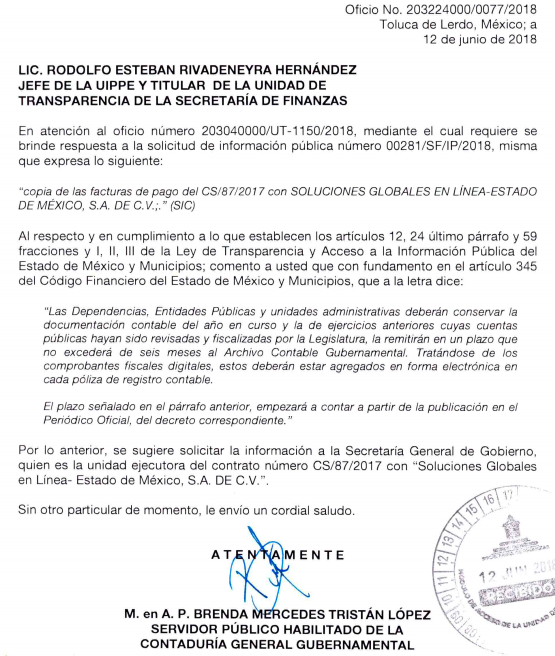 Oficio No. 203224000/0077/2018
Toluca de Lerdo, México; a
12 de junio de 2018
LIC. RODOLFO ESTEBAN RIVADENEYRA HERNÁNDEZ
JEFE DE LA UIPPE Y TITULAR DE LA UNIDAD DE
TRANSPARENCIA DE LA SECRETARÍA DE FINANZAS
En atención al oficio número 203040000/UT-1150/2018, mediante el cual requiere se
brinde respuesta a la solicitud de información pública número 00281/SF/IP/2018, misma
que expresa lo siguiente:
“copia de las facturas de pago del CS/87/2017 con SOLUCIONES GLOBALES EN LÍNEA-ESTADO
DE MÉXICO, S.A. DE C.V.;.” (SIC)
Al respecto y en cumplimiento a lo que establecen los artículos 12, 24 último párrafo y 59
fracciones y I, II, III de la Ley de Transparencia y Acceso a la Información Pública del
Estado de México y Municipios; comento a usted que con fundamento en el artículo 345
del Código Financiero del Estado de México y Municipios, que a la letra dice:
“Las Dependencias, Entidades Públicas y unidades administrativas deberán conservar la
documentación contable del año en curso y la de ejercicios anteriores cuyas cuentas
públicas hayan sido revisadas y fiscalizadas por la Legislatura, la remitirán en un plazo que
no excederá de seis meses al Archivo Contable Gubernamental. Tratándose de los
comprobantes fiscales digitales, estos deberán estar agregados en forma electrónica en
cada póliza de registro contable.
El plazo señalado en el párrafo anterior, empezará a contar a partir de la publicación en el
Periódico Oficial, del decreto correspondiente.”
Por lo anterior, se sugiere solicitar la información a la Secretaría General de Gobierno,
quien es la unidad ejecutora del contrato número CS/87/2017 con “Soluciones Globales
en Línea- Estado de México, S.A. DE C.V.”.
Sin otro particular de momento, le envío un cordial saludo.
ATENTAMENTE
M. en A. P. BRENDA MERCEDES TRISTÁN LÓPEZ
SERVIDOR PÚBLICO HABILITADO DE LA
CONTADURÍA GENERAL GUBERNAMENTAL
09 10 11 12 13 14 15 16 17
12 JUN 2018
RECIBIDO
MODULO DE ACCESO DE LA UNIDAD